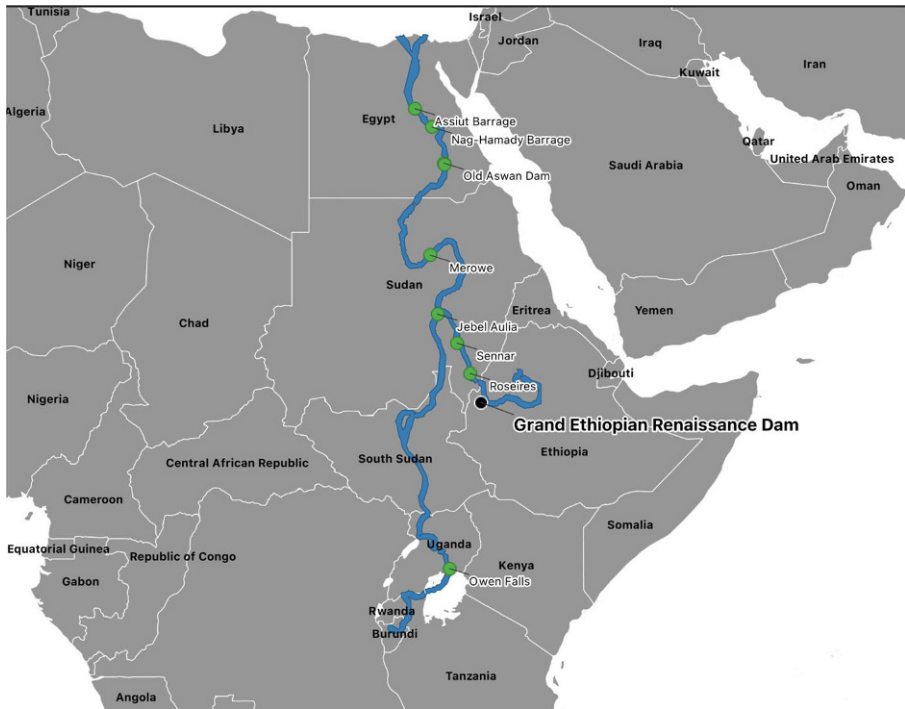 Tunisia
Israel
Jordan
Iraq
Iran
Kuwait
Algeria
Libya
Egypt
Assiut Barrage
Nag-Hamady Barrage
Qatar
United Arab Emirates
Saudi Arabia
Old Aswan Dam
Oman
Niger
Merowe
Sudan
Chad
Eritrea
Yemen
Jebel Aulia
Sennar
Djibouti
Roseires
Nigeria
Grand Ethiopian Renaissance Dam
Ethiopia
South Sudan
Central African Republic
Cameroon
Somalia
Equatorial Guinea
Republic of Congo
Uganda
Kenya
Gabon
Owen Falls
Rwanda
Burundi
Tanzania
Angola